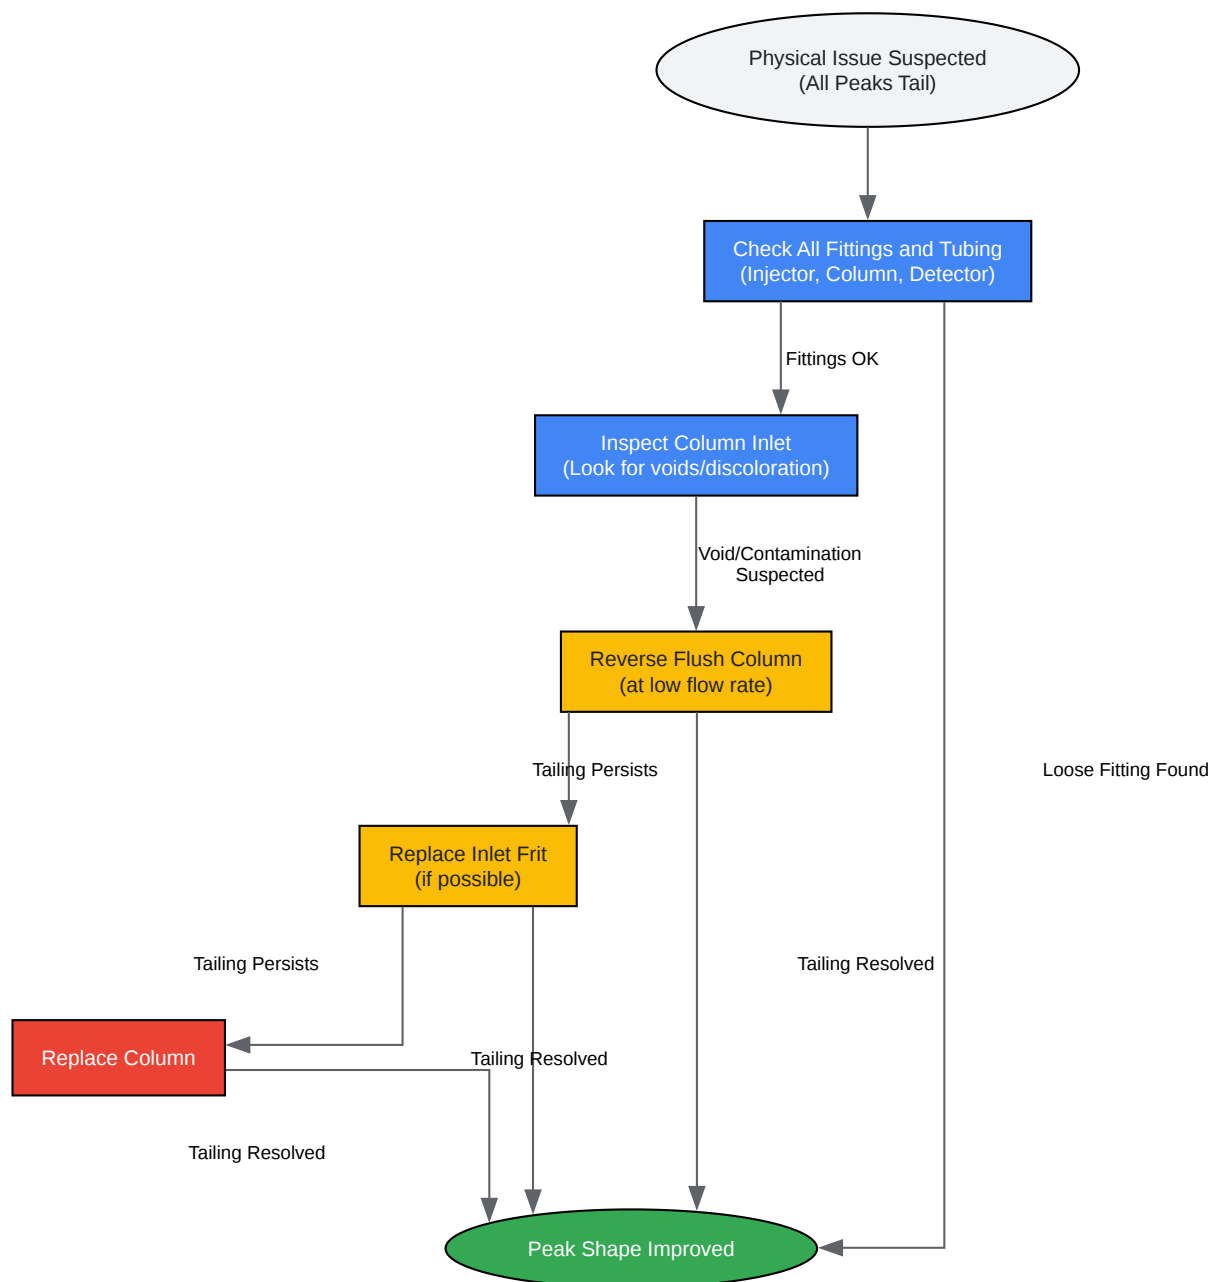 Physical Issue Suspected
(All Peaks Tail)
Check All Fittings and Tubing
(Injector, Column, Detector)
Fittings OK
Inspect Column Inlet
(Look for voids/discoloration)
Void/Contamination
Suspected
Reverse Flush Column
(at low flow rate)
Tailing Persists
Loose Fitting Found
Replace Inlet Frit
(if possible)
Tailing Persists
Tailing Resolved
Replace Column
Tailing Resolved
Tailing Resolved
Peak Shape Improved